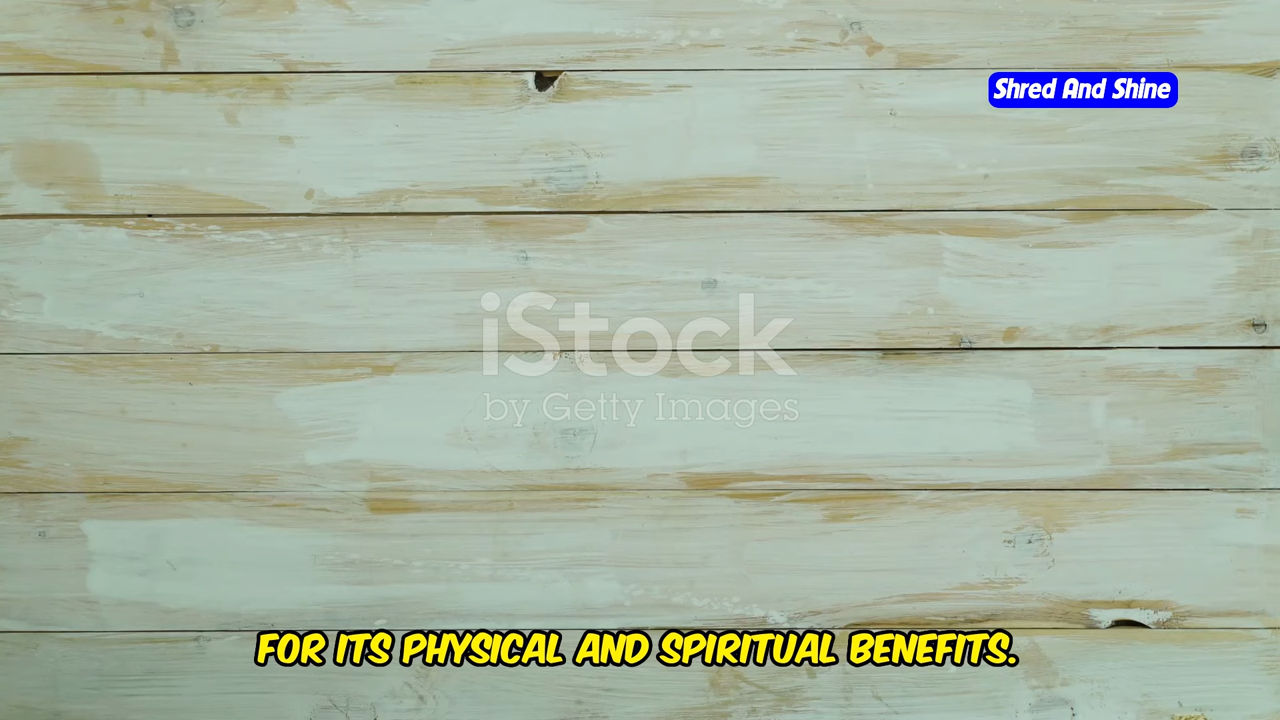 Shred And Shine
iStock
by Getty Images
FOR ITS PHYSICAL AND SPIRITUAL BENEFITS.